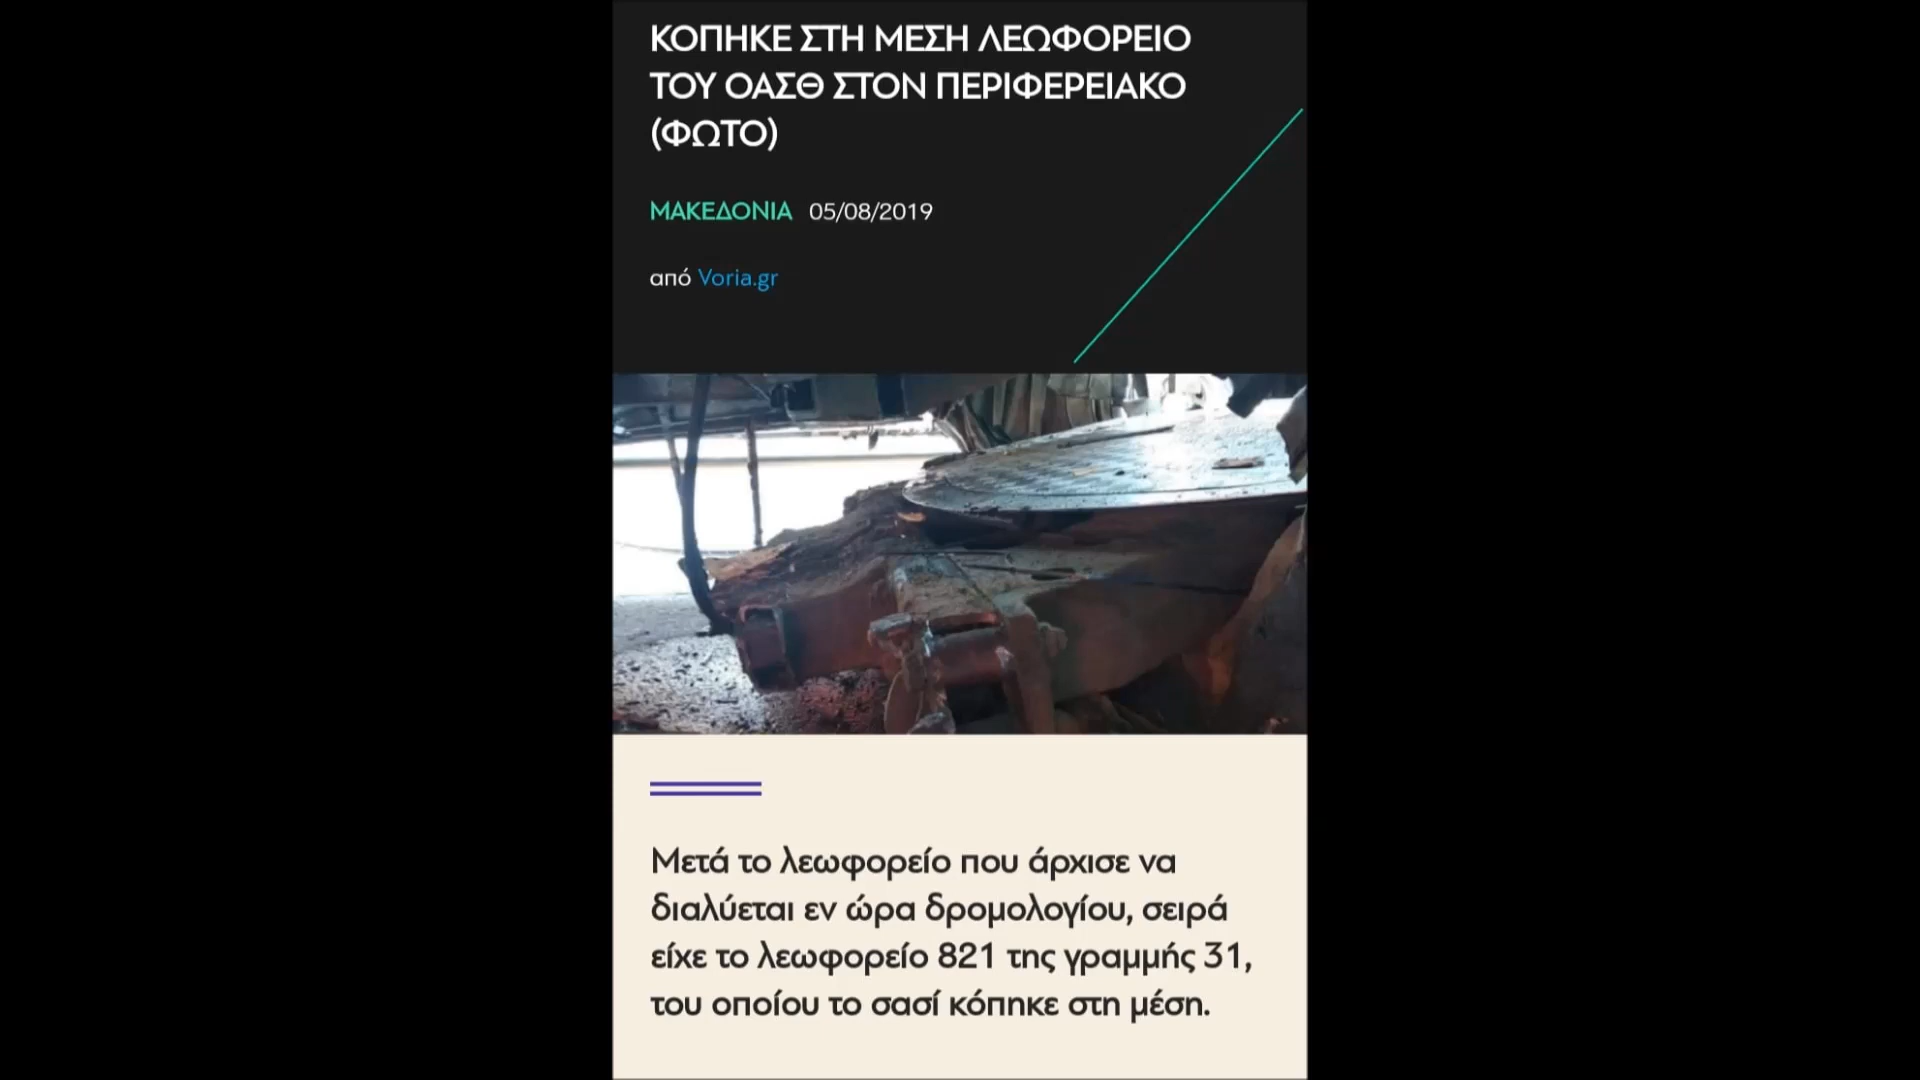 ΚΟΠΗΚΕ ΣΤΗ ΜΕΣΗ ΛΕΩΦΟΡΕΙΟ
ΤΟΥ ΟΑΣΘ ΣΤΟΝ ΠΕΡΙΦΕΡΕΙΑΚΟ
(ΦΩΤΟ)
ΜΑΚΕΔΟΝΙΑ 05/08/2019
από Voria.gr
Μετά το λεωφορείο που άρχισε να
διαλύεται εν ώρα δρομολογίου, σειρά
είχε το λεωφορείο 821 της γραμμής 31,
του οποίου το σασί κόπηκε στη μέση.